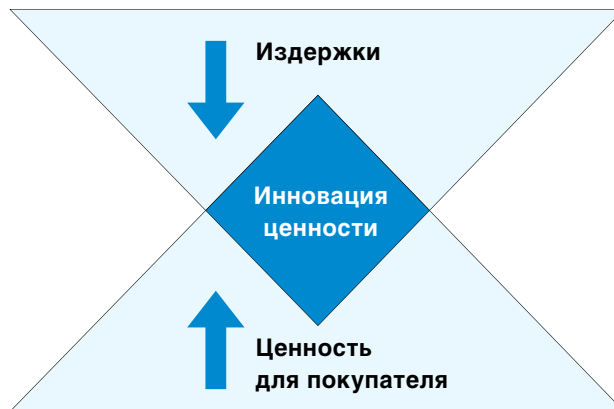 Издержки
Инновация
ценности
Ценность
для покупателя